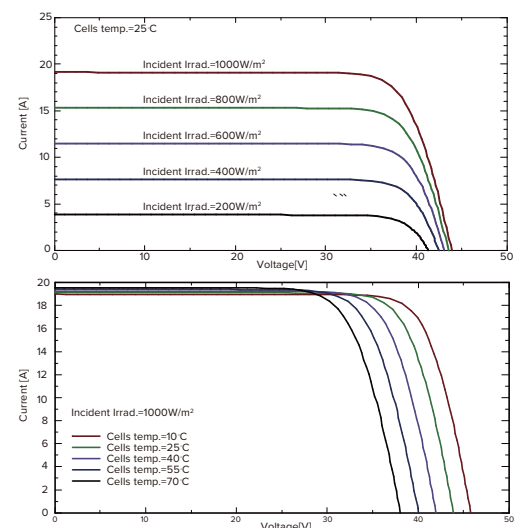 25
Cells temp.=25°C
20
Incident Irrad.=1000W/m²
15
Incident Irrad.=800W/m²
Current [A]
10
Incident Irrad.=600W/m²
Incident Irrad.=400W/m²
5
Incident Irrad.=200W/m²
0
0 10 20 30 40 50
Voltage[V]
20
18
16
14
12
Current [A]
10
Incident Irrad.=1000W/m²
8
Cells temp.=10°C
6
Cells temp.=25°C
Cells temp.=40°C
4
Cells temp.=55°C
Cells temp.=70°C
2
0
0 10 20 30 40 50
Voltage[V]